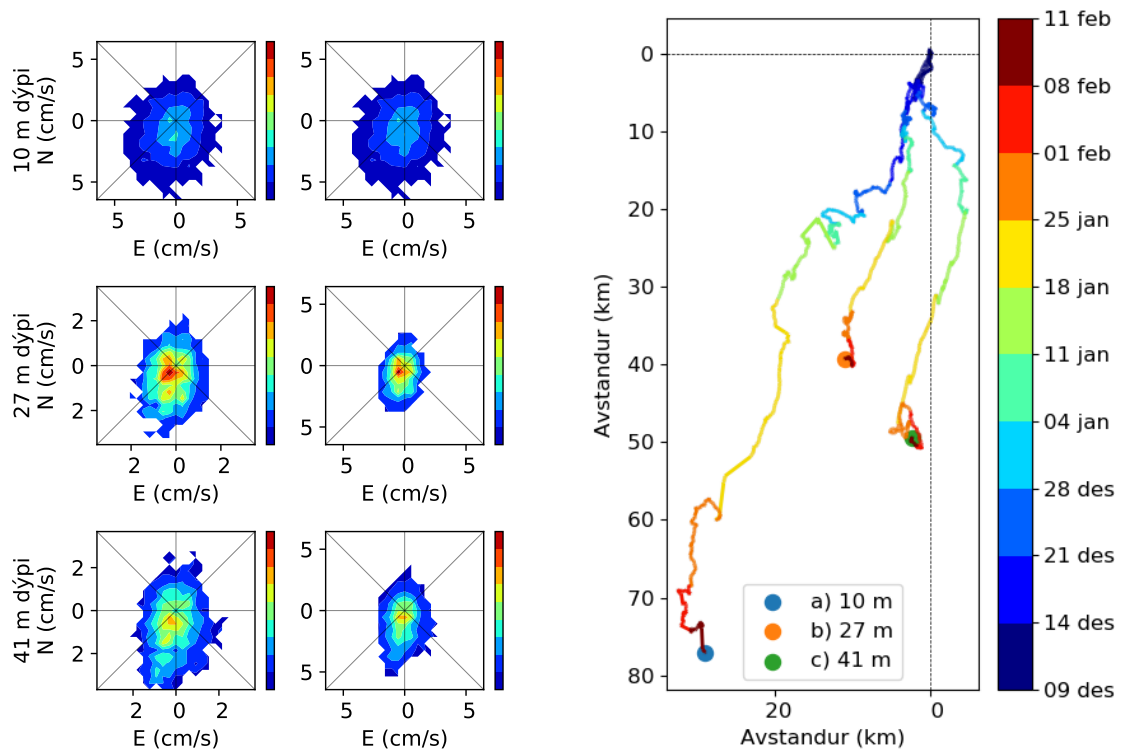 10 m dýpi
N (cm/s)
5
0
5
5 0 5
E (cm/s)
5
0
5
5 0 5
E (cm/s)
27 m dýpi
N (cm/s)
2
0
2
2 0 2
E (cm/s)
5
0
5
5 0 5
E (cm/s)
41 m dýpi
N (cm/s)
2
0
2
2 0 2
E (cm/s)
5
0
5
5 0 5
E (cm/s)
Avstandur (km)
0
10
20
30
40
50
60
70
80
a) 10 m
b) 27 m
c) 41 m
20 0
Avstandur (km)
11 feb
08 feb
01 feb
25 jan
18 jan
11 jan
04 jan
28 des
21 des
14 des
09 des